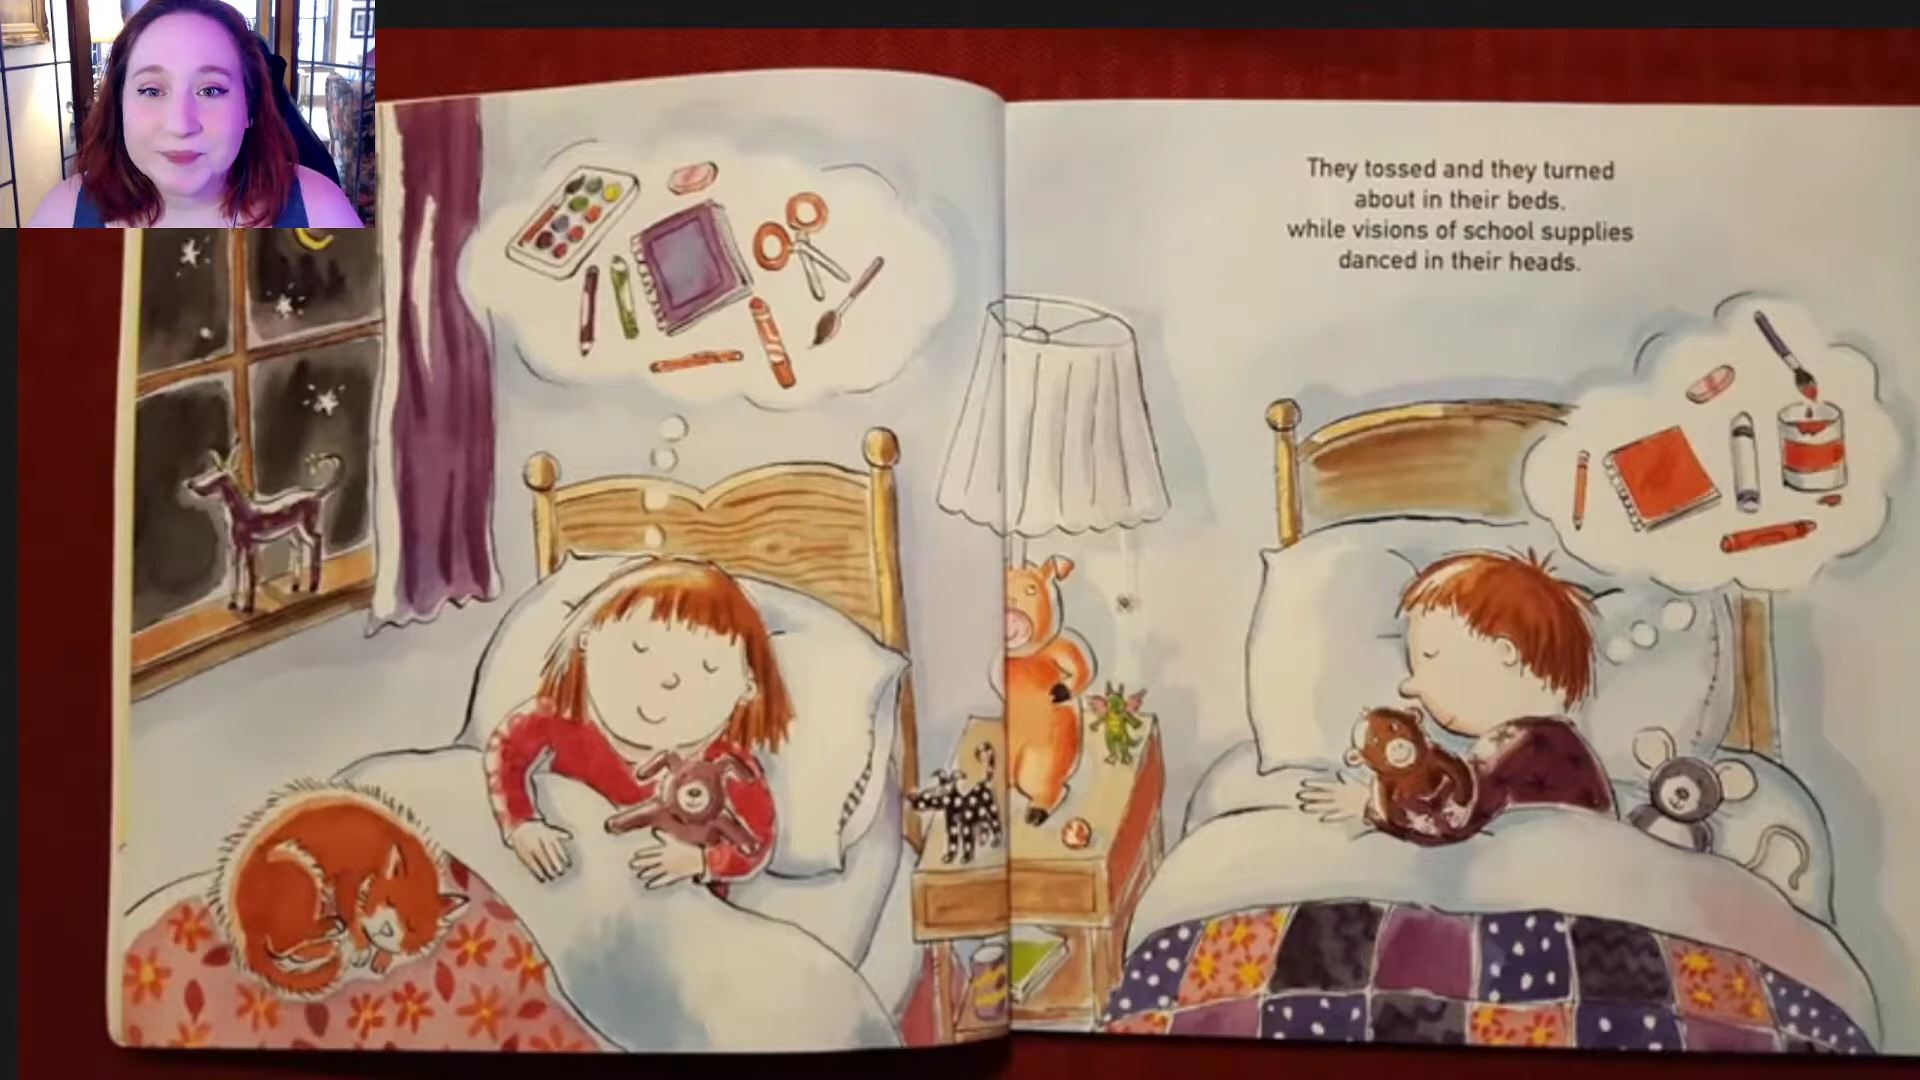 They tossed and they turned
about in their beds.
while visions of school supplies
danced in their heads.